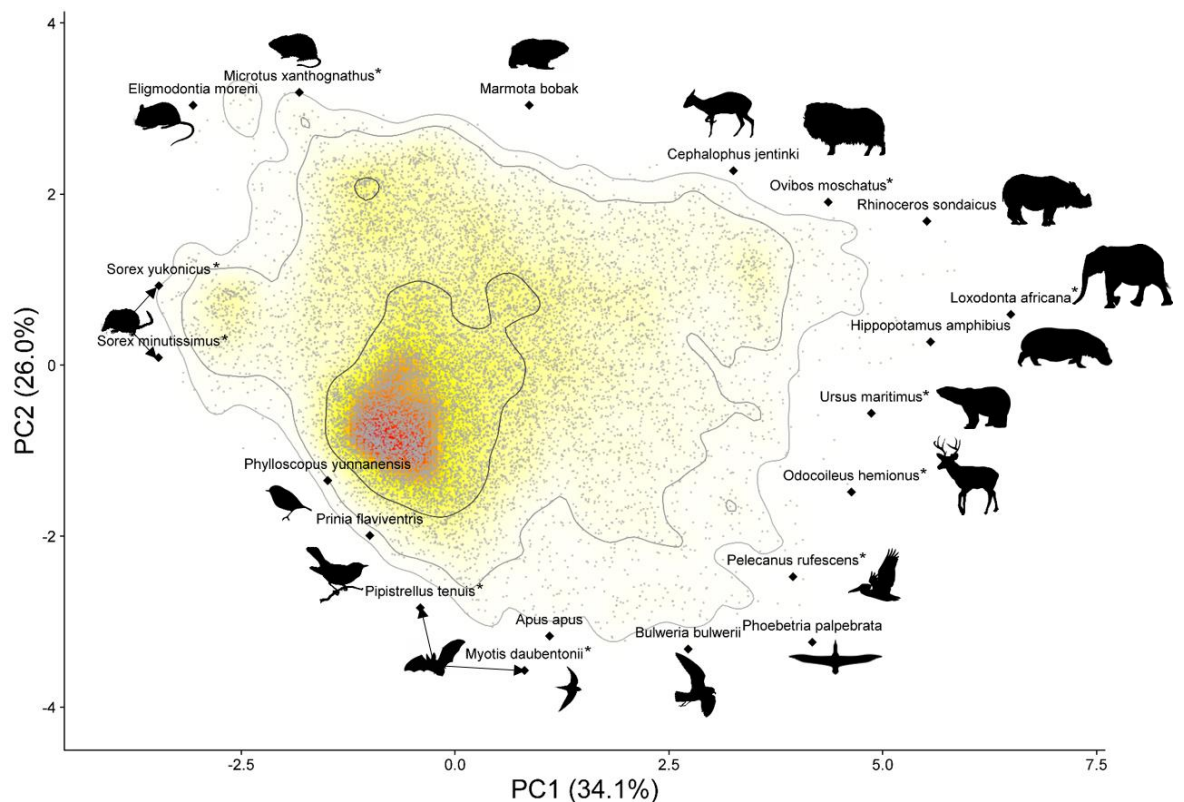 4
Microtus xanthognathus*
Eligmodontia moreni
Marmota bobak
Cephalophus jentinki
2
Ovibos moschatus*
Rhinoceros sondaicus
Sorex yukonicus*
Loxodonta africana*
Hippopotamus amphibius
Sorex minutissimus*
0
PC2 (26.0%)
Ursus maritimus*
Phylloscopus yunnanensis
Odocoileus hemionus*
Prinia flaviventris
-2
Pelecanus rufescens*
Pipistrellus tenuis*
Apus apus
Phoebetria palpebrata
Bulweria bulwerii
Myotis daubentonii*
-4
-2.5 0.0 2.5 5.0 7.5
PC1 (34.1%)